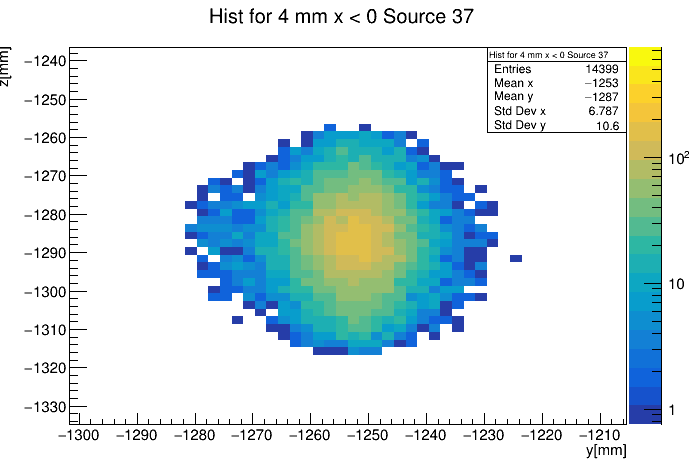 Hist for 4 mm x < 0 Source 37
z[mm]
−1240
−1250
−1260
−1270
−1280
−1290
−1300
−1310
−1320
−1330
Hist for 4 mm x < 0 Source 37
Entries 14399
Mean x −1253
Mean y −1287
Std Dev x 6.787
Std Dev y 10.6
10²
10
1
−1300 −1290 −1280 −1270 −1260 −1250 −1240 −1230 −1220 −1210
y[mm]